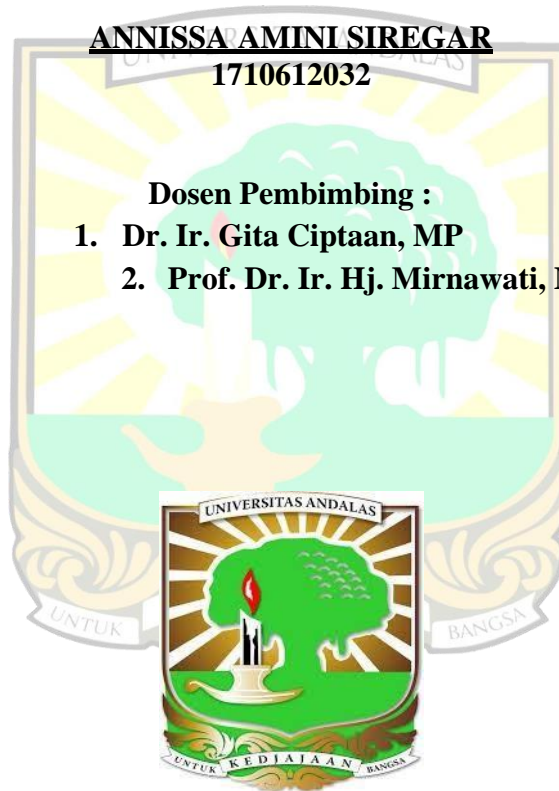 ANNISSA AMINI SIREGAR
1710612032
Dosen Pembimbing :
1. Dr. Ir. Gita Ciptaan, MP
2. Prof. Dr. Ir. Hj. Mirnawati,
UNIVERSITAS ANDALAS
UNTUK KEDJAJAAN BANGSA
UNTUK BANGSA